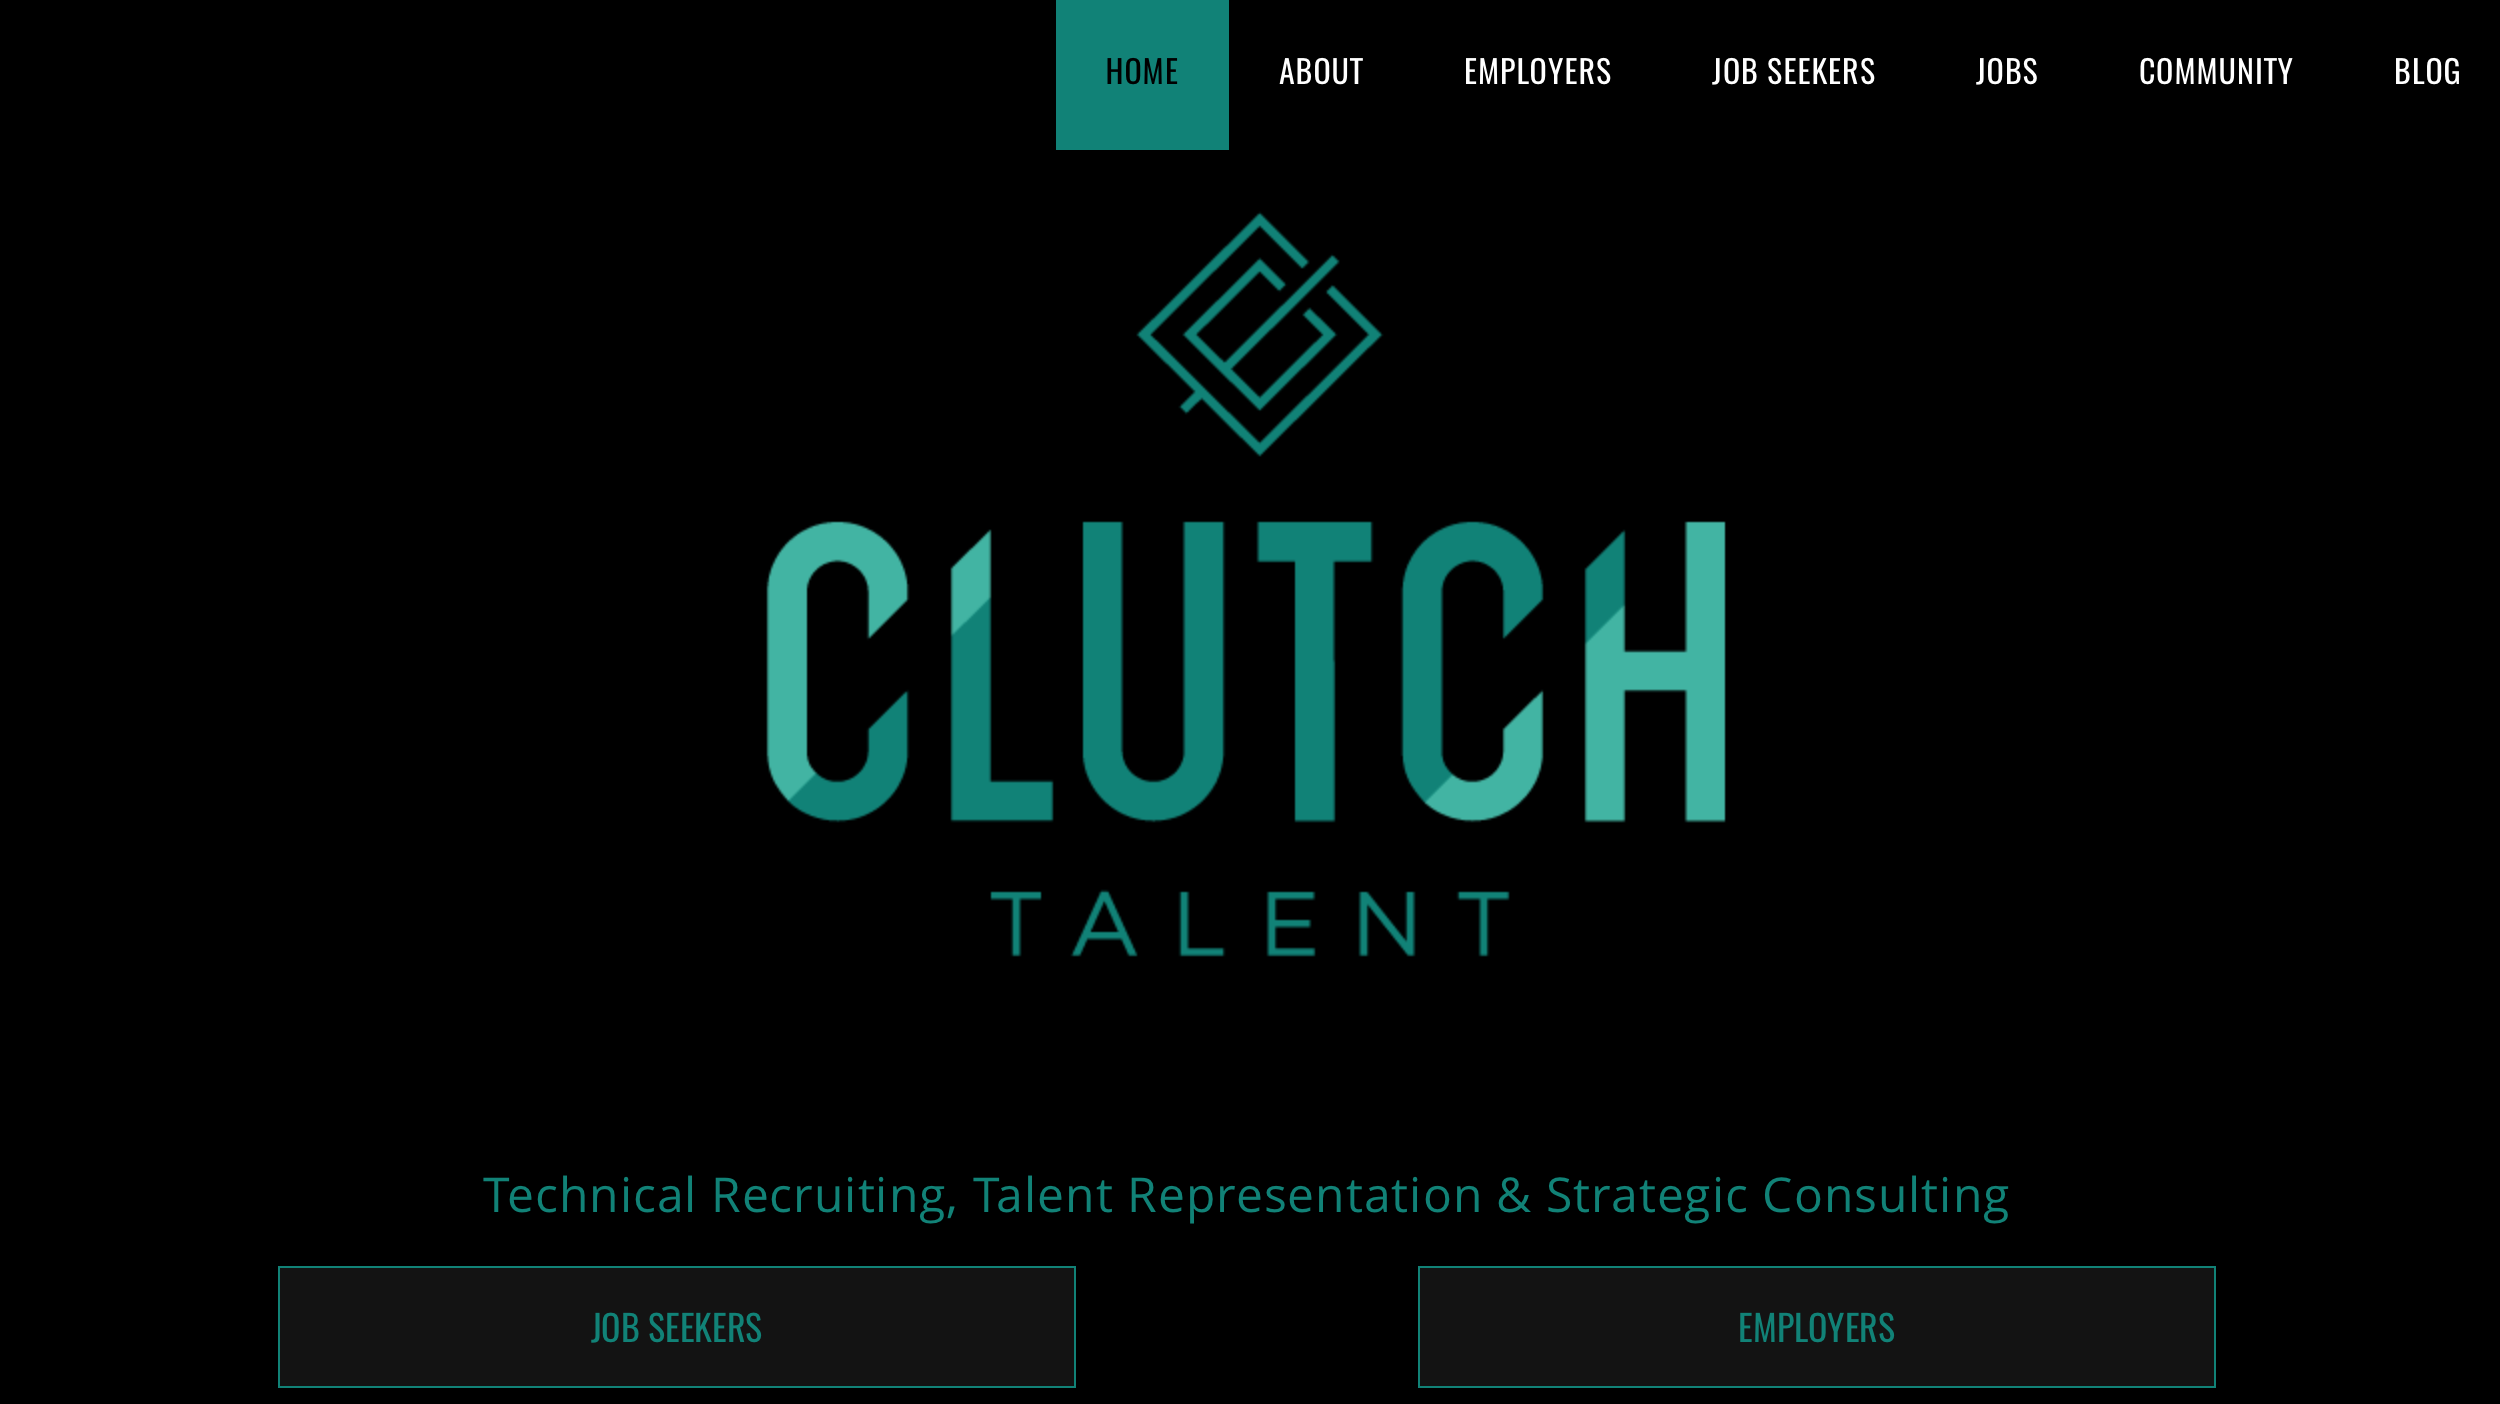 HOME ABOUT EMPLOYERS JOB SEEKERS JOBS COMMUNITY BLOG
CLUTCH
TALENT
Technical Recruiting, Talent Representation & Strategic Consulting
JOB SEEKERS EMPLOYERS